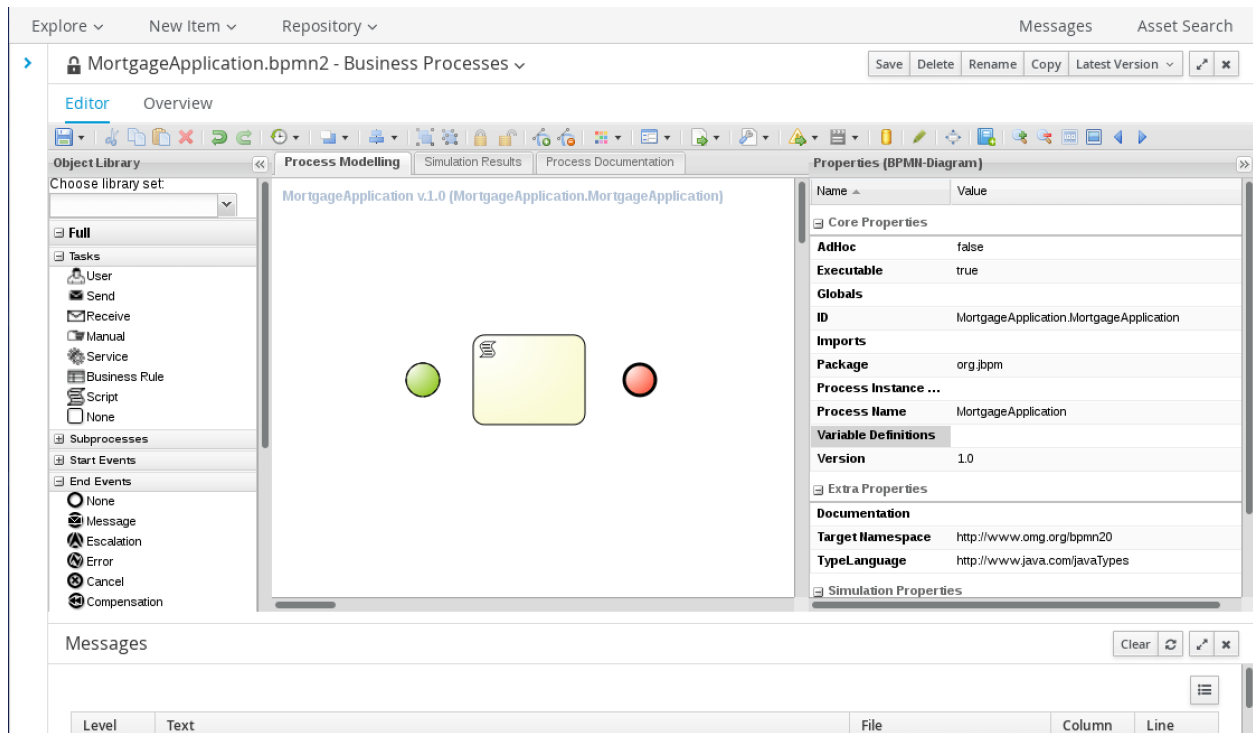 Explore New Item Repository Messages Asset Search
MortgageApplication.bpmn2 - Business Processes Save Delete Rename Copy Latest Version
Editor Overview
Object Library
Choose library set:
Full
Tasks
User
Send
Receive
Manual
Service
Business Rule
Script
None
Subprocesses
Start Events
End Events
None
Message
Escalation
Error
Cancel
Compensation
Process Modelling Simulation Results Process Documentation
MortgageApplication v.1.0 (MortgageApplication.MortgageApplication)
Properties (BPMN-Diagram)
Name Value
Core Properties
AdHoc false
Executable true
Globals
ID MortgageApplication.MortgageApplication
Imports
Package org.jbpm
Process Instance ...
Process Name MortgageApplication
Variable Definitions
Version 1.0
Extra Properties
Documentation
Target Namespace http://www.omg.org/bpmn20
TypeLanguage http://www.java.com/javaTypes
Simulation Properties
Messages Clear
Level Text File Column Line